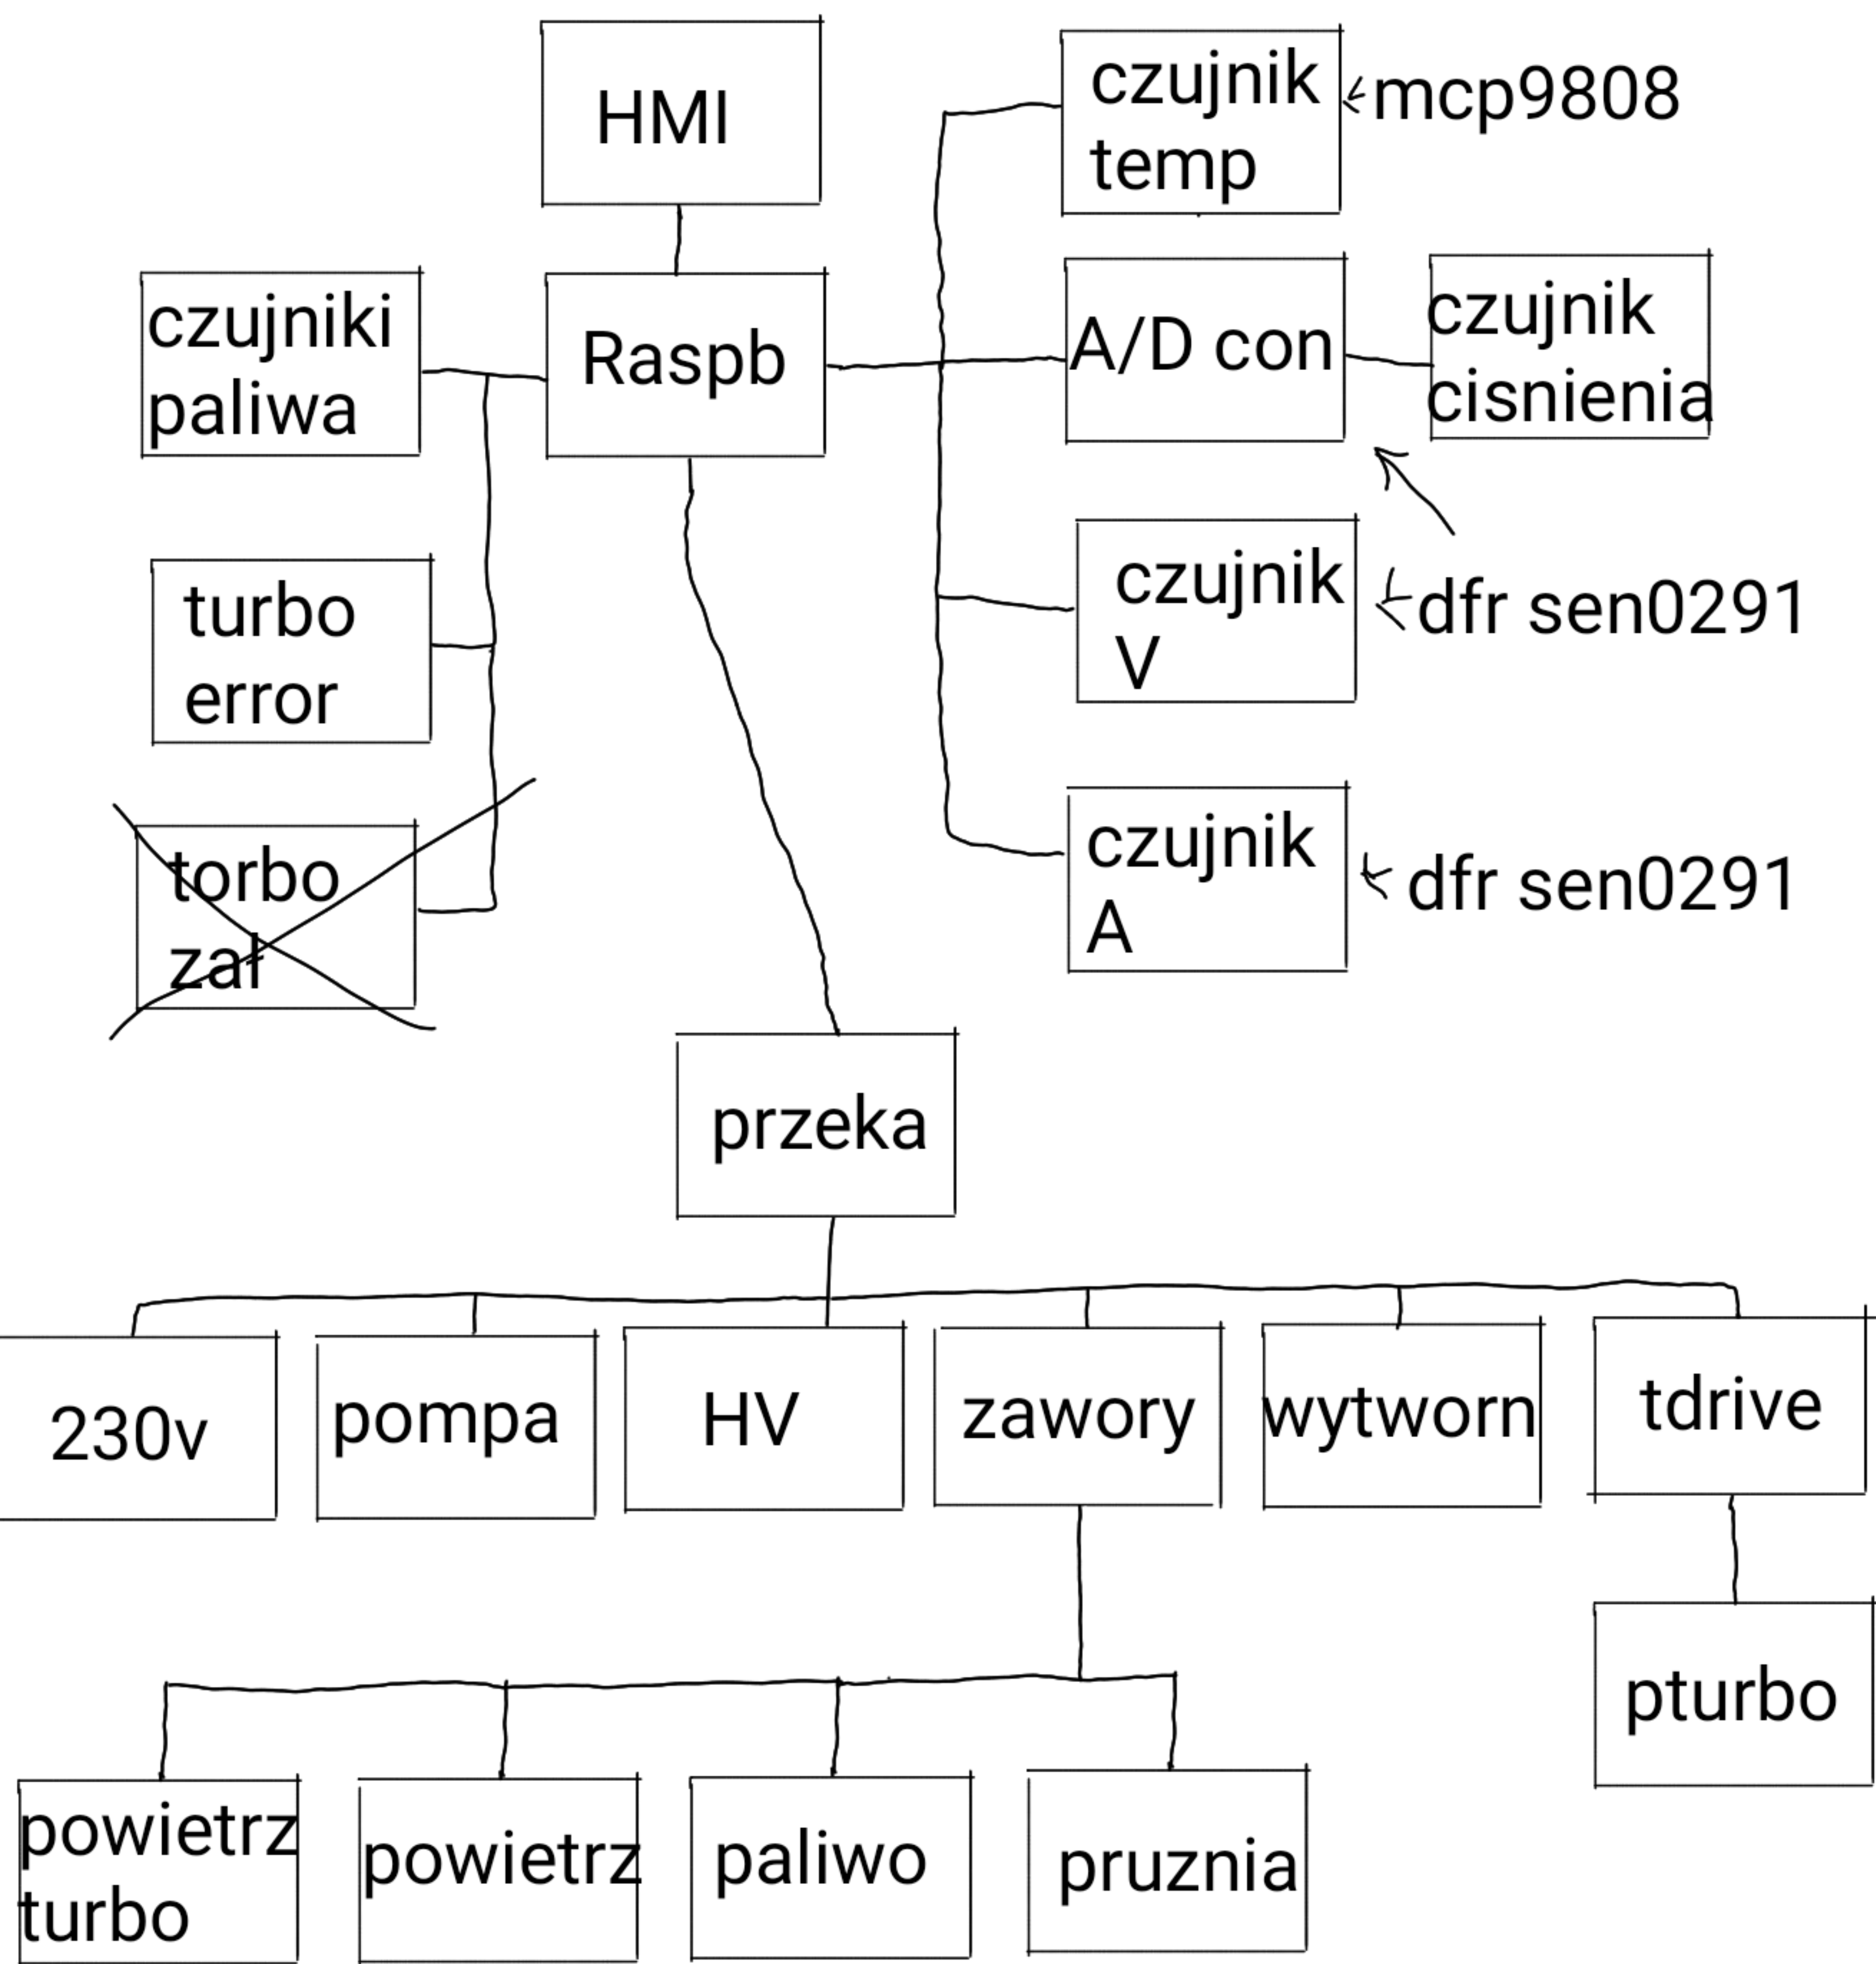 HMI
czujnik
temp
mcp9808
czujniki
paliwa
Raspb
A/D con
czujnik
cisnienia
turbo
error
czujnik
V
dfr sen0291
torbo
zał
czujnik
A
dfr sen0291
przeka
230v
pompa
HV
zawory
wytworn
tdrive
pturbo
powietrz
turbo
powietrz
paliwo
pruznia